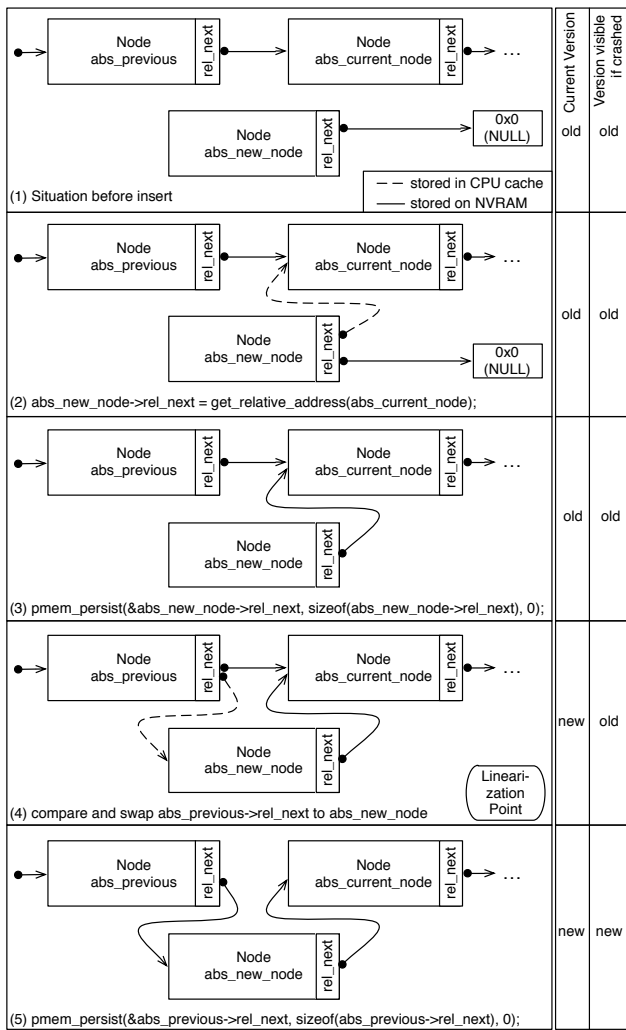 Current Version
Version visible
if crashed
Node
abs_previous
rel_next
Node
abs_current_node
rel_next
...
Node
abs_new_node
rel_next
0x0
(NULL)
old
old
(1) Situation before insert
stored in CPU cache
stored on NVRAM
Node
abs_previous
rel_next
Node
abs_current_node
rel_next
...
Node
abs_new_node
rel_next
0x0
(NULL)
old
old
(2) abs_new_node->rel_next = get_relative_address(abs_current_node);
Node
abs_previous
rel_next
Node
abs_current_node
rel_next
...
Node
abs_new_node
rel_next
old
old
(3) pmem_persist(&abs_new_node->rel_next, sizeof(abs_new_node->rel_next), 0);
Node
abs_previous
rel_next
Node
abs_current_node
rel_next
...
Node
abs_new_node
rel_next
new
old
Lineari-
zation
Point
(4) compare and swap abs_previous->rel_next to abs_new_node
Node
abs_previous
rel_next
Node
abs_current_node
rel_next
...
Node
abs_new_node
rel_next
new
new
(5) pmem_persist(&abs_previous->rel_next, sizeof(abs_previous->rel_next), 0);